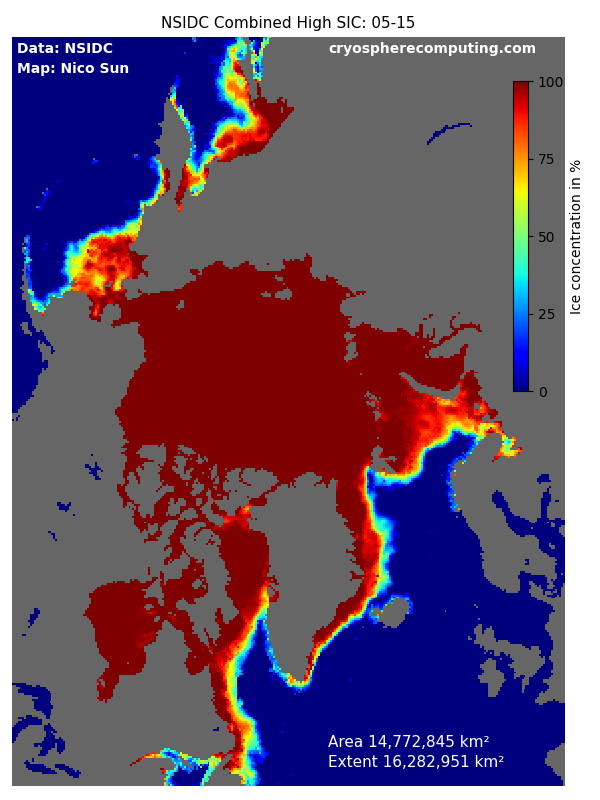 NSIDC Combined High SIC: 05-15
Data: NSIDC
Map: Nico Sun
cryospherecomputing.com
100
75
50
25
0
Ice concentration in %
Area 14,772,845 km²
Extent 16,282,951 km²